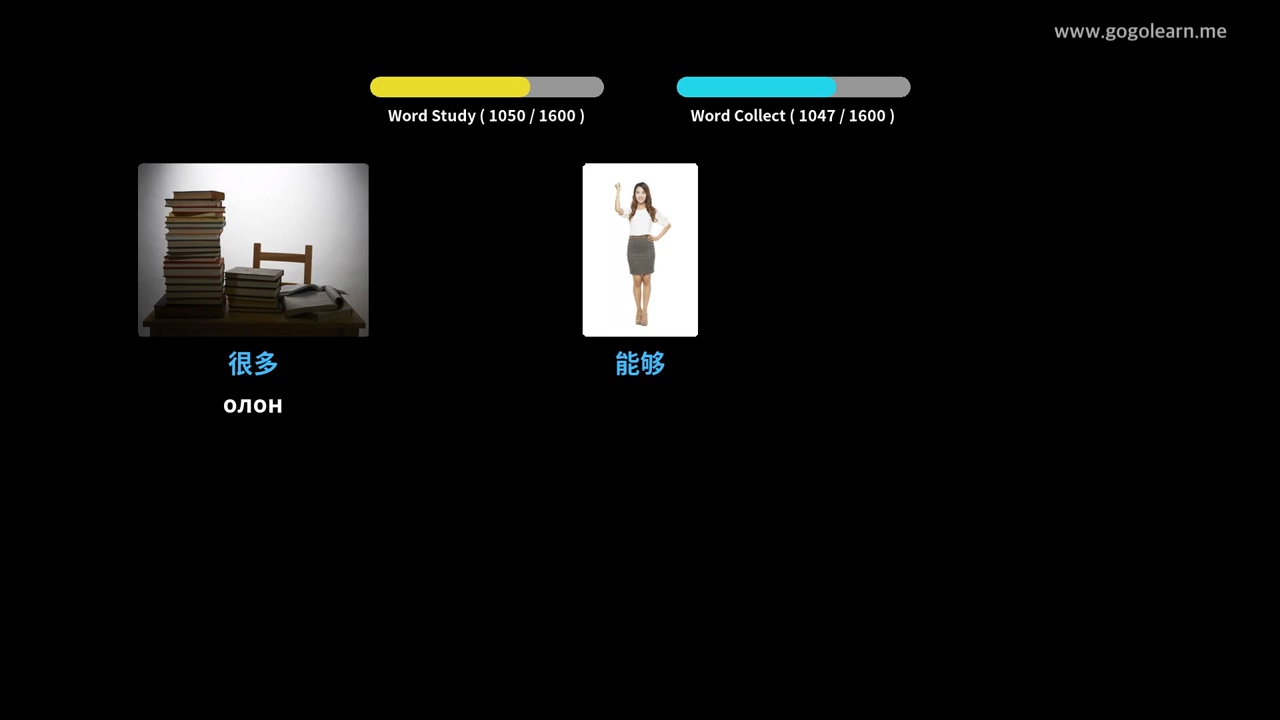 www.gogolearn.me
Word Study ( 1050 / 1600 )
Word Collect ( 1047 / 1600 )
很多
能够
олон